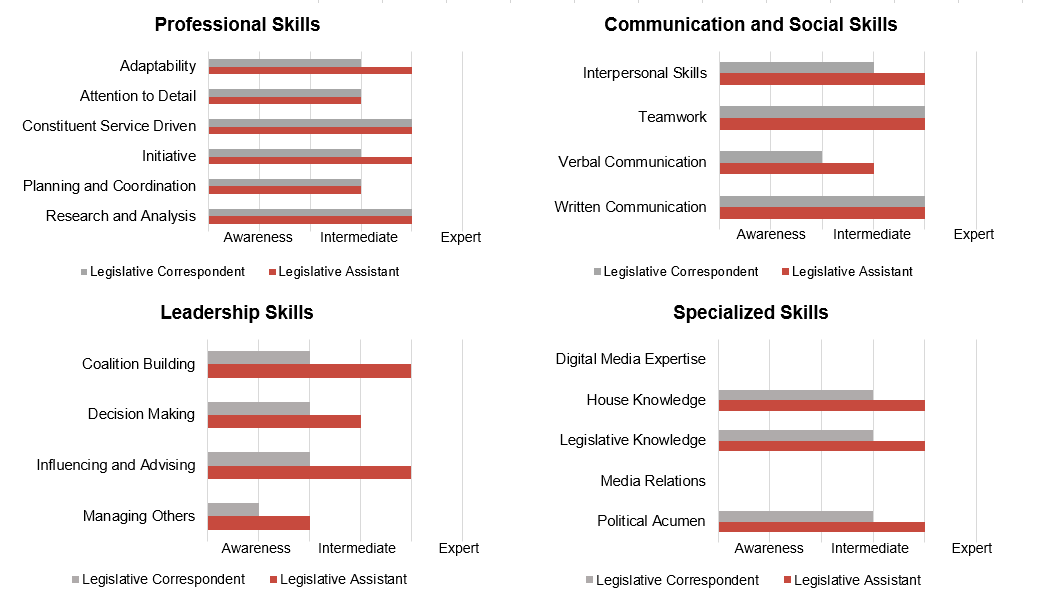 Professional Skills
Adaptability
Attention to Detail
Constituent Service Driven
Initiative
Planning and Coordination
Research and Analysis
Awareness Intermediate Expert
Legislative Correspondent Legislative Assistant
Communication and Social Skills
Interpersonal Skills
Teamwork
Verbal Communication
Written Communication
Awareness Intermediate Expert
Legislative Correspondent Legislative Assistant
Leadership Skills
Coalition Building
Decision Making
Influencing and Advising
Managing Others
Awareness Intermediate Expert
Legislative Correspondent Legislative Assistant
Specialized Skills
Digital Media Expertise
House Knowledge
Legislative Knowledge
Media Relations
Political Acumen
Awareness Intermediate Expert
Legislative Correspondent Legislative Assistant